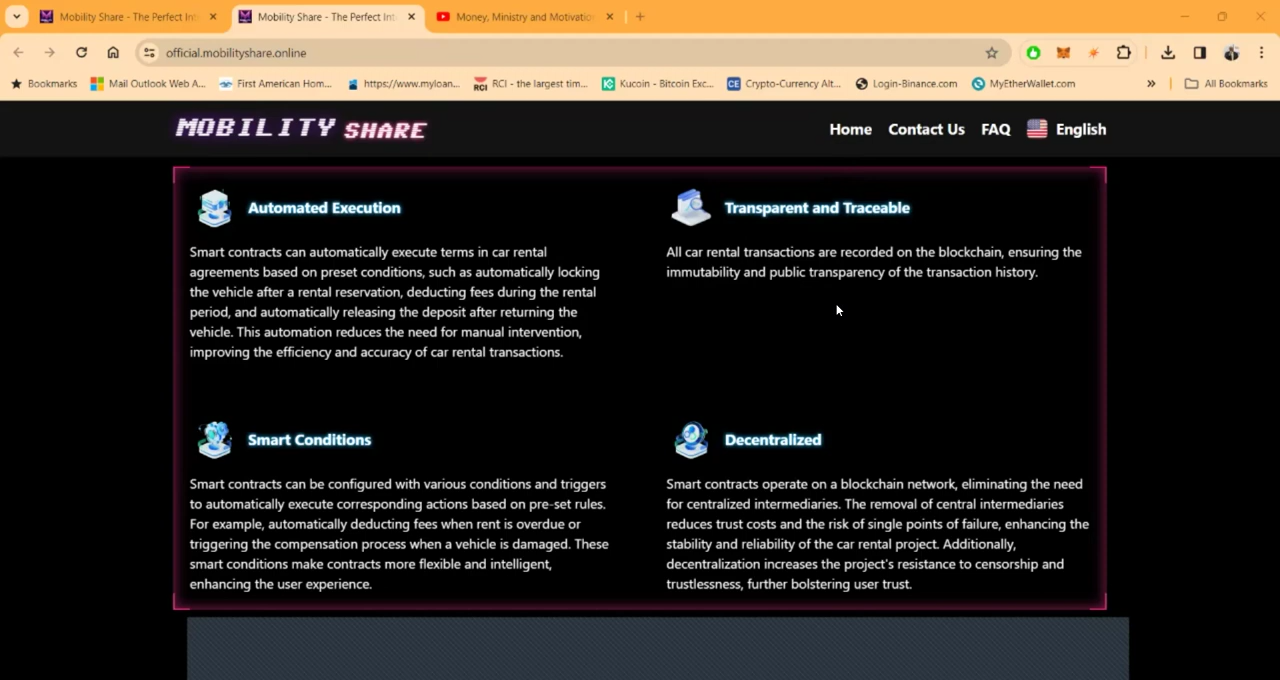 Mobility Share - The Perfect Int
Mobility Share - The Perfect Int
Money, Ministry and Motivatio
official.mobilityshare.online
Bookmarks
Mail Outlook Web A...
First American Hom...
https://www.myloan...
RCI - the largest tim...
Kucoin - Bitcoin Exc...
Crypto-Currency Alt...
Login-Binance.com
MyEtherWallet.com
»
All Bookmarks
MOBILITY SHARE
Home
Contact Us
FAQ
English
Automated Execution
Smart contracts can automatically execute terms in car rental
agreements based on preset conditions, such as automatically locking
the vehicle after a rental reservation, deducting fees during the rental
period, and automatically releasing the deposit after returning the
vehicle. This automation reduces the need for manual intervention,
improving the efficiency and accuracy of car rental transactions.
Transparent and Traceable
All car rental transactions are recorded on the blockchain, ensuring the
immutability and public transparency of the transaction history.
Smart Conditions
Smart contracts can be configured with various conditions and triggers
to automatically execute corresponding actions based on pre-set rules.
For example, automatically deducting fees when rent is overdue or
triggering the compensation process when a vehicle is damaged. These
smart conditions make contracts more flexible and intelligent,
enhancing the user experience.
Decentralized
Smart contracts operate on a blockchain network, eliminating the need
for centralized intermediaries. The removal of central intermediaries
reduces trust costs and the risk of single points of failure, enhancing the
stability and reliability of the car rental project. Additionally,
decentralization increases the project's resistance to censorship and
trustlessness, further bolstering user trust.